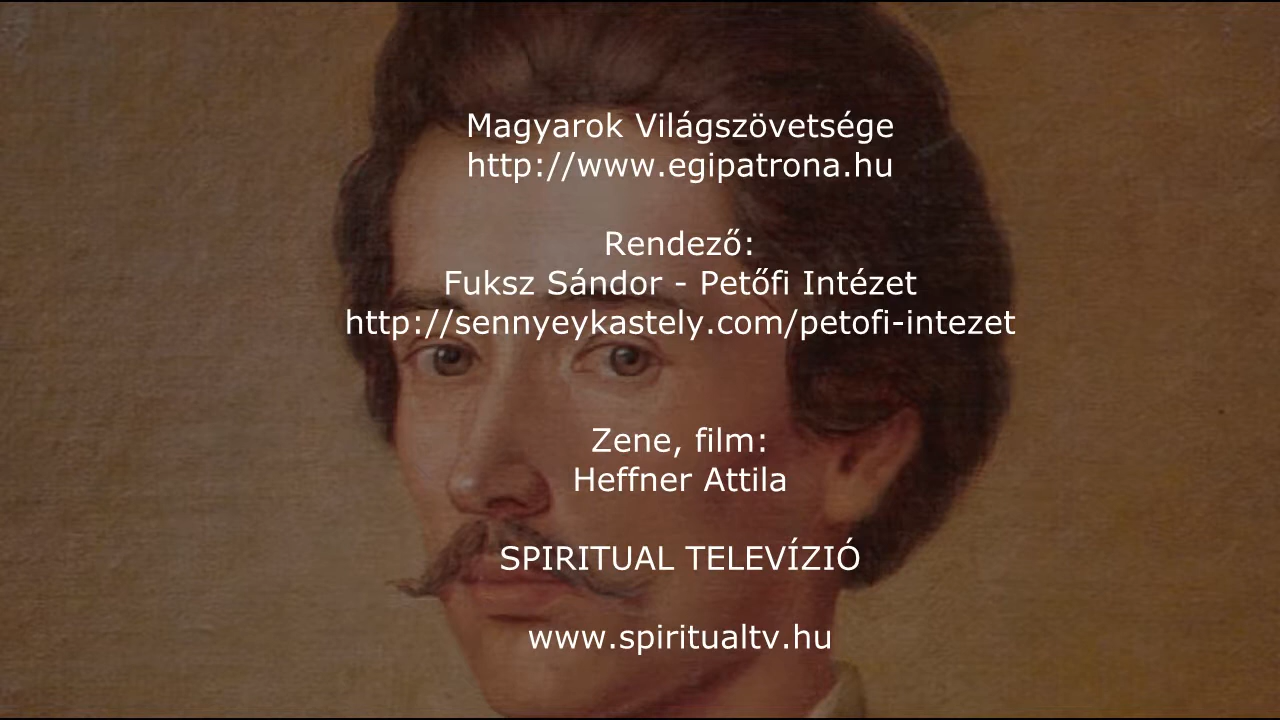 Magyarok Világszövetsége
http://www.egipatrona.hu
Rendező:
Fuksz Sándor - Petőfi Intézet
http://sennyeykastely.com/petofi-intezet
Zene, film:
Heffner Attila
SPIRITUAL TELEVÍZIÓ
www.spiritualtv.hu